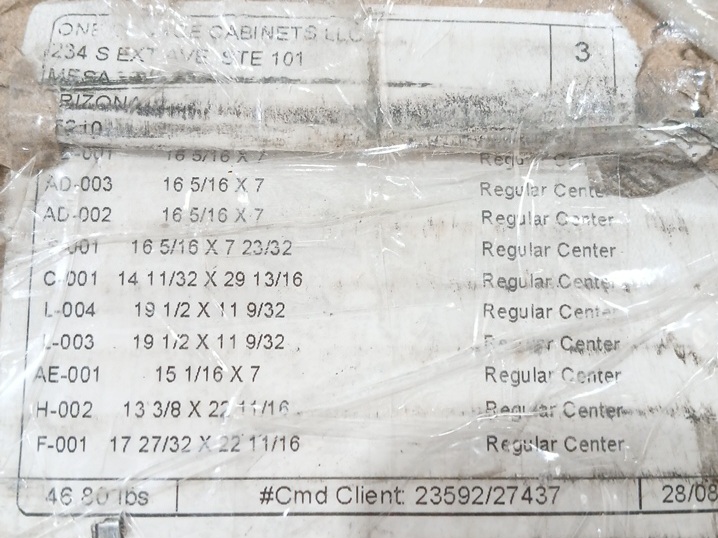 ONE CABINETS LLC
234 S EXT AVE STE 101
3
MESA
ARIZONA
-001 16 5/16 X 7 Regular Center
AD-003 16 5/16 X 7 Regular Center
AD-002 16 5/16 X 7 Regular Center
-001 16 5/16 X 7 23/32 Regular Center
C-001 14 11/32 X 29 13/16 Regular Center
L-004 19 1/2 X 11 9/32 Regular Center
L-003 19 1/2 X 11 9/32 Regular Center
AE-001 15 1/16 X 7 Regular Center
H-002 13 3/8 X 22 11/16 Regular Center
F-001 17 27/32 X 22 11/16 Regular Center
46.80 lbs #Cmd Client: 23592/27437 28/08